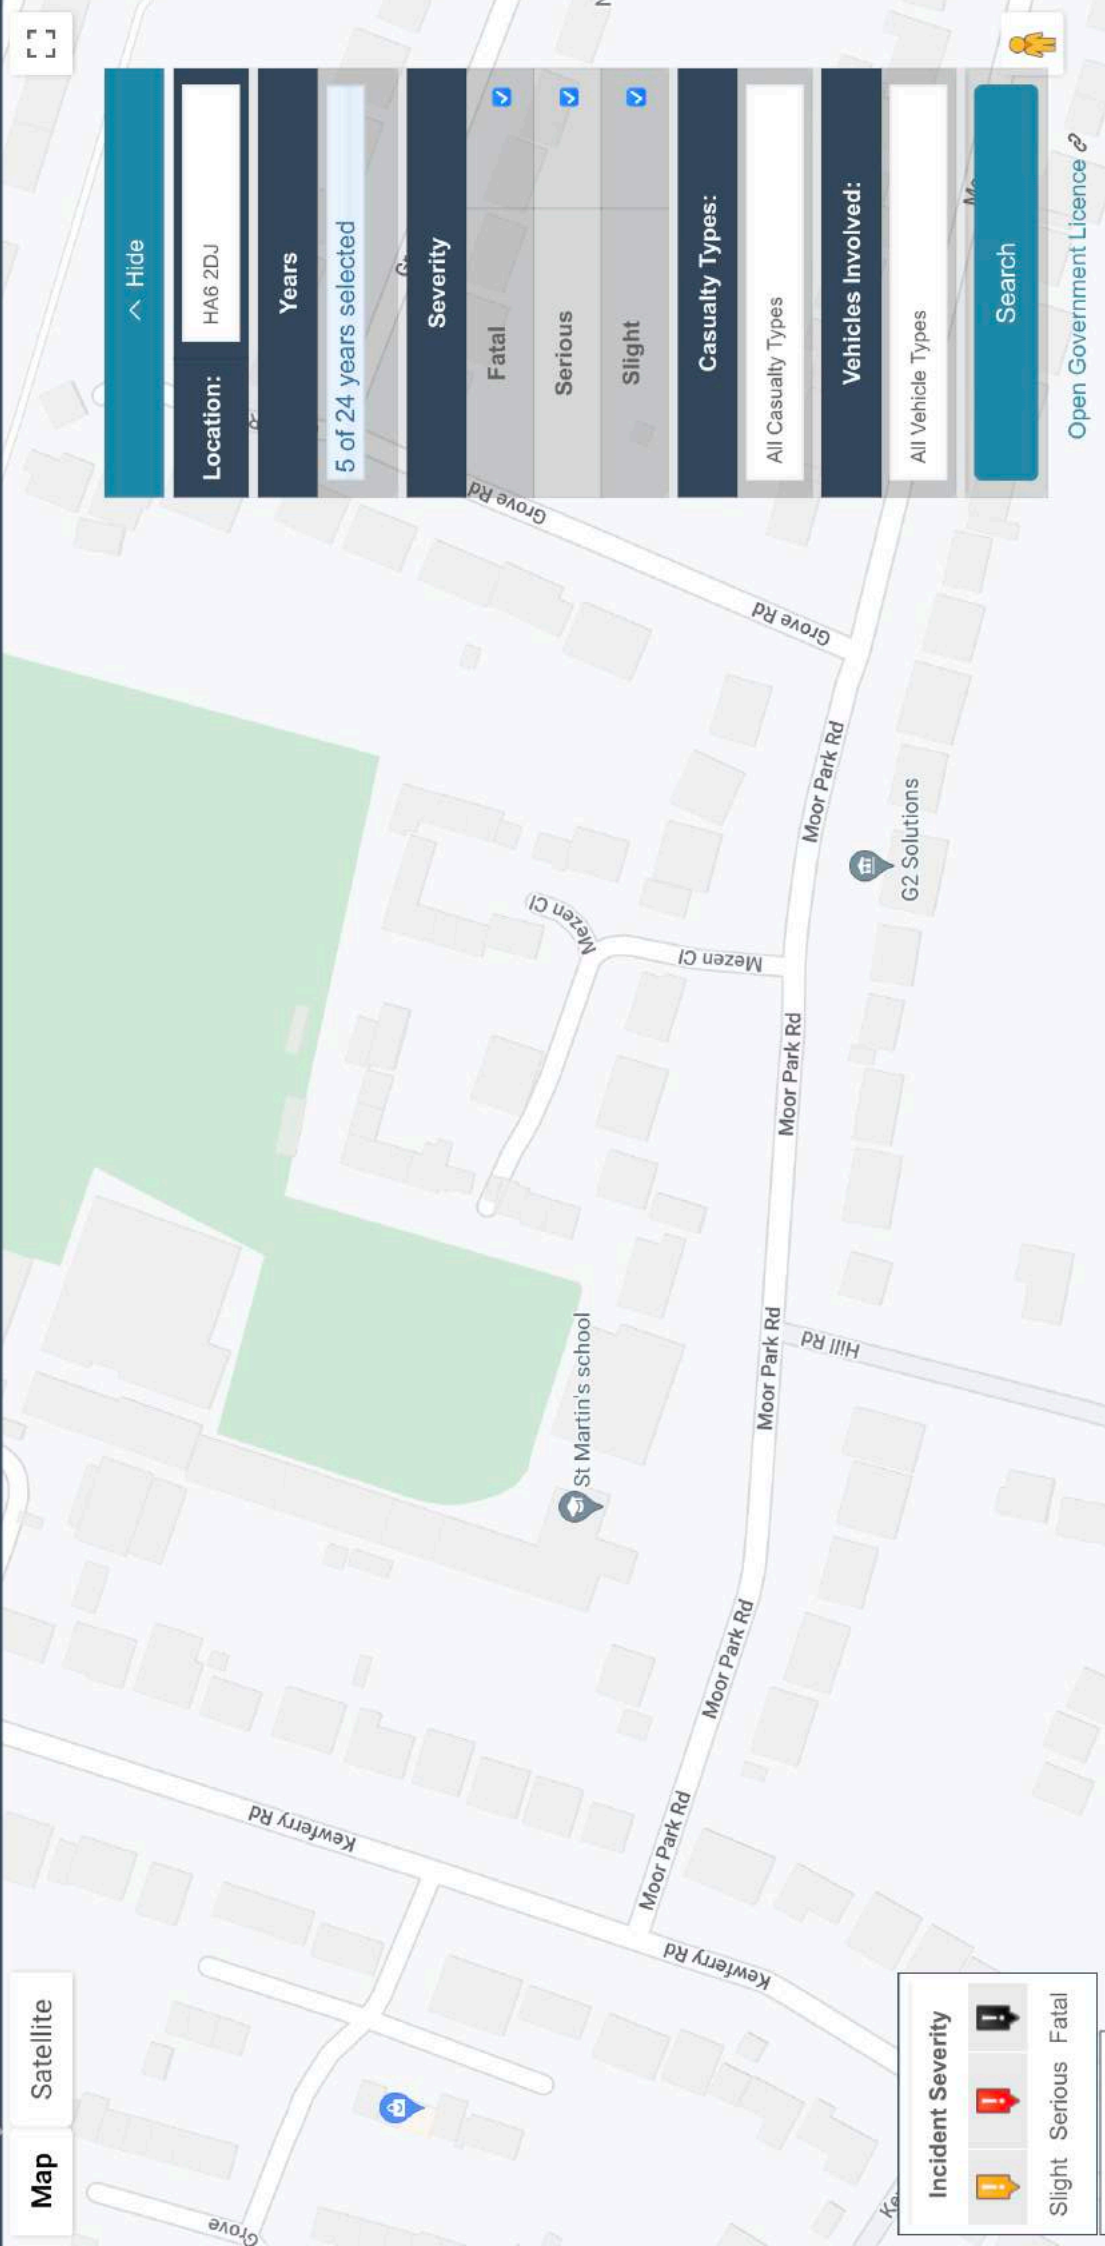 Map
Satellite
Hide
Location:
HA6 2DJ
Years
5 of 24 years selected
Severity
Fatal
Serious
Slight
Casualty Types:
All Casualty Types
Vehicles Involved:
All Vehicle Types
Search
Open Government Licence
Grove Rd
Grove Rd
Moor Park Rd
G2 Solutions
Mezen Cl
Mezen Cl
Moor Park Rd
Moor Park Rd
Hill Rd
St Martin's school
Moor Park Rd
Moor Park Rd
Kewferry Rd
Kewferry Rd
Grove
Incident Severity
Slight
Serious
Fatal